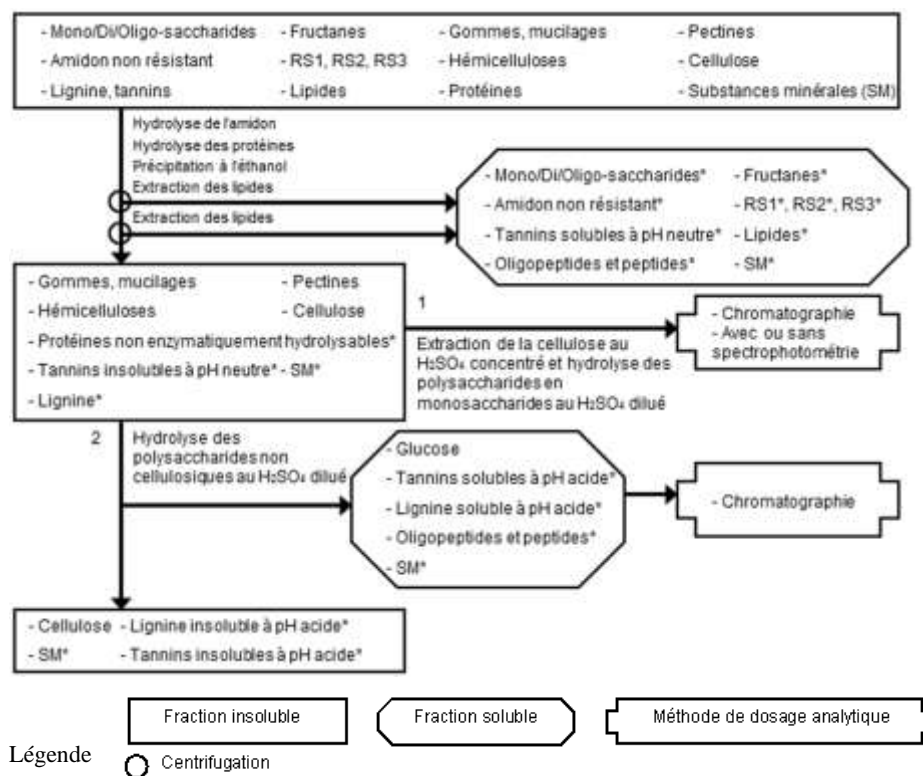 - Mono/Di/Oligo-saccharides - Fructanes - Gommes, mucilages - Pectines
- Amidon non résistant - RS1, RS2, RS3 - Hémicelluloses - Cellulose
- Lignine, tannins - Lipides - Protéines - Substances minérales (SM)
Hydrolyse de l'amidon
Hydrolyse des protéines
Précipitation à l'éthanol
Extraction des lipides
Extraction des lipides
- Mono/Di/Oligo-saccharides* - Fructanes*
- Amidon non résistant* - RS1*, RS2*, RS3*
- Tannins solubles à pH neutre* - Lipides*
- Oligopeptides et peptides* - SM*
- Gommes, mucilages - Pectines
- Hémicelluloses - Cellulose
- Protéines non enzymatiquement hydrolysables*
- Tannins insolubles à pH neutre* - SM*
- Lignine*
1
Extraction de la cellulose au
H₂SO₄ concentré et hydrolyse des
polysaccharides en
monosaccharides au H₂SO₄ dilué
- Chromatographie
- Avec ou sans
spectrophotométrie
2
Hydrolyse des
polysaccharides non
cellulosiques au H₂SO₄ dilué
- Glucose
- Tannins solubles à pH acide*
- Lignine soluble à pH acide*
- Oligopeptides et peptides*
- SM*
- Chromatographie
- Cellulose - Lignine insoluble à pH acide*
- SM* - Tannins insolubles à pH acide*
Fraction insoluble
Fraction soluble
Méthode de dosage analytique
Légende
Centrifugation